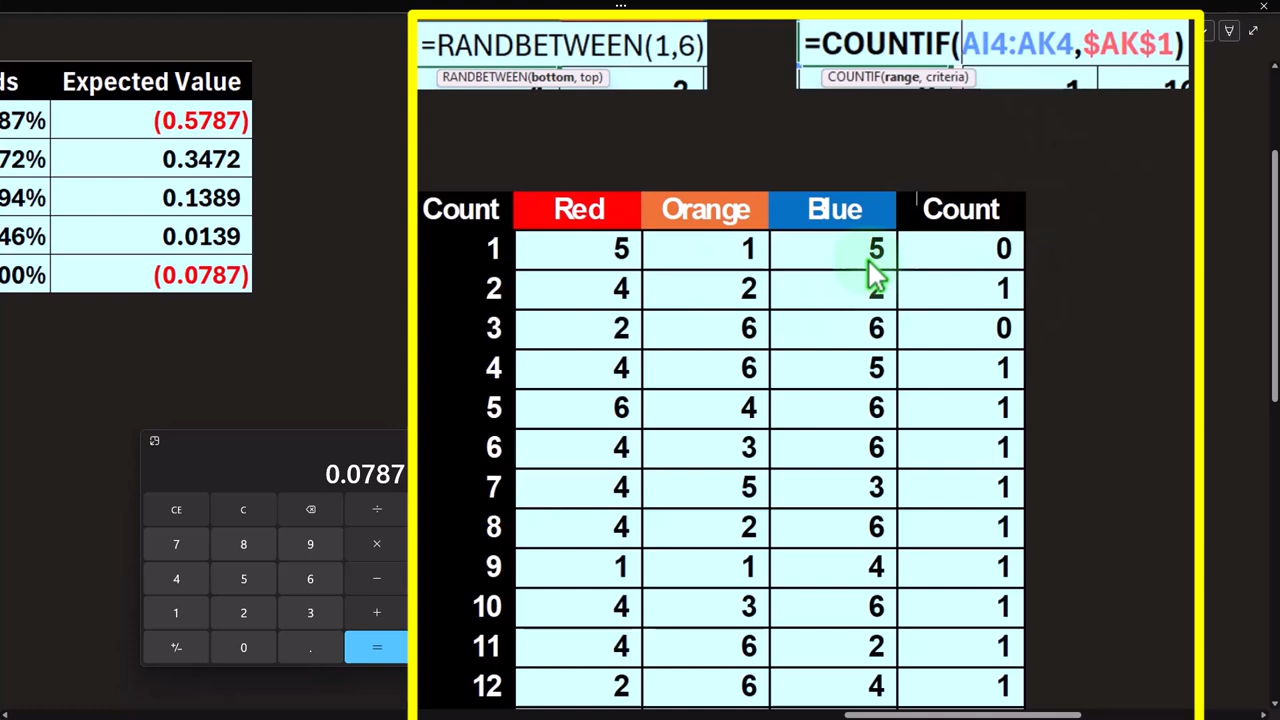 =RANDBETWEEN(1,6)
RANDBETWEEN(bottom, top)
=COUNTIF(AI4:AK4,$AK$1)
COUNTIF(range, criteria)
ds Expected Value
87% (0.5787)
72% 0.3472
94% 0.1389
46% 0.0139
00% (0.0787)
Count Red Orange Blue Count
1 5 1 5 0
2 4 2 2 1
3 2 6 6 0
4 4 6 5 1
5 6 4 6 1
6 4 3 6 1
7 4 5 3 1
8 4 2 6 1
9 1 1 4 1
10 4 3 6 1
11 4 6 2 1
12 2 6 4 1
0.0787
CE C ÷
7 8 9 ×
4 5 6 −
1 2 3 +
+/− 0 . =